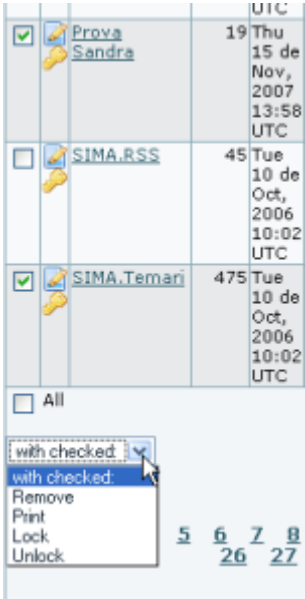 UTC
Prova 19 Thu
Sandra 15 de
Nov,
2007
13:58
UTC
SIMA.RSS 45 Tue
10 de
Oct,
2006
10:02
UTC
SIMA.Temari 475 Tue
10 de
Oct,
2006
10:02
UTC
All
with checked:
with checked:
Remove
Print
Lock
Unlock
5 6 7 8
26 27